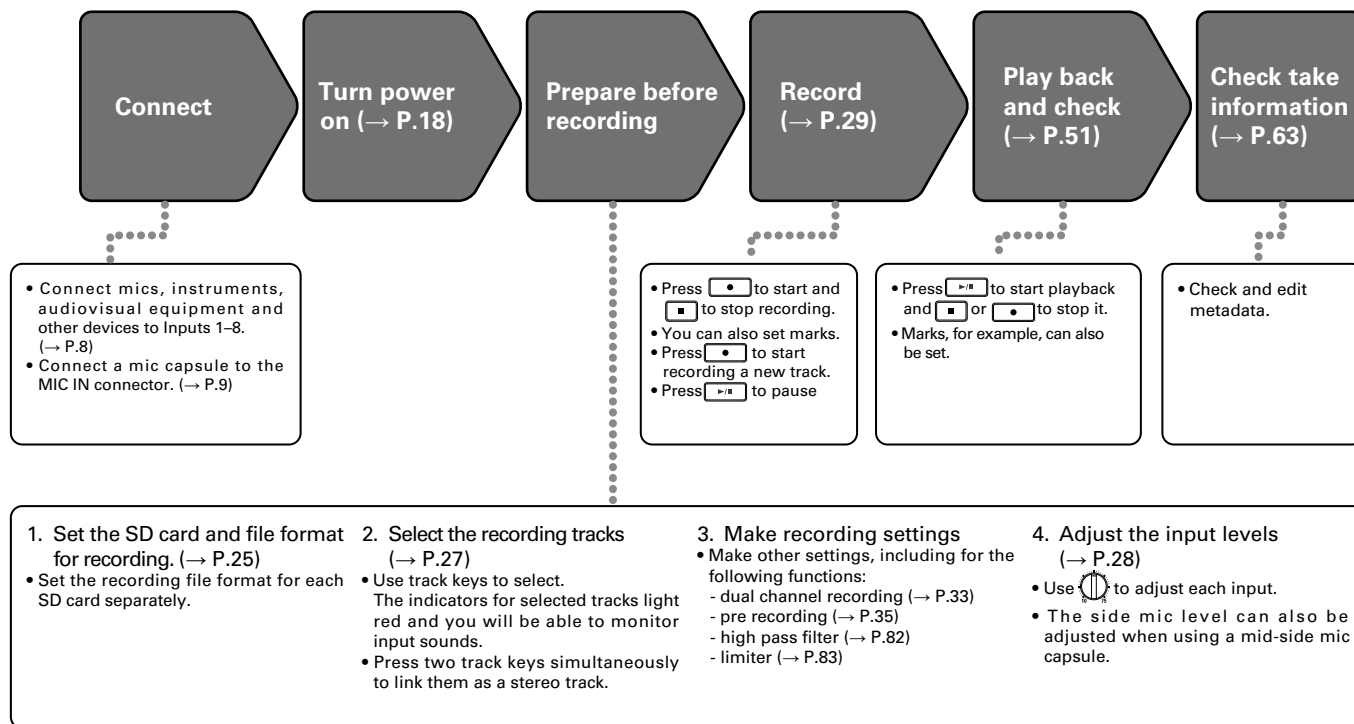 Connect
Turn power
on (→ P.18)
Prepare before
recording
Record
(→ P.29)
Play back
and check
(→ P.51)
Check take
information
(→ P.63)
• Connect mics, instruments,
audiovisual equipment and
other devices to Inputs 1–8.
(→ P.8)
• Connect a mic capsule to the
MIC IN connector. (→ P.9)
• Press to start and
to stop recording.
• You can also set marks.
• Press to start
recording a new track.
• Press to pause
• Press to start playback
and or to stop it.
• Marks, for example, can also
be set.
• Check and edit
metadata.
1. Set the SD card and file format
for recording. (→ P.25)
• Set the recording file format for each
SD card separately.
2. Select the recording tracks
(→ P.27)
• Use track keys to select.
The indicators for selected tracks light
red and you will be able to monitor
input sounds.
• Press two track keys simultaneously
to link them as a stereo track.
3. Make recording settings
• Make other settings, including for the
following functions:
- dual channel recording (→ P.33)
- pre recording (→ P.35)
- high pass filter (→ P.82)
- limiter (→ P.83)
4. Adjust the input levels
(→ P.28)
• Use to adjust each input.
• The side mic level can also be
adjusted when using a mid-side mic
capsule.